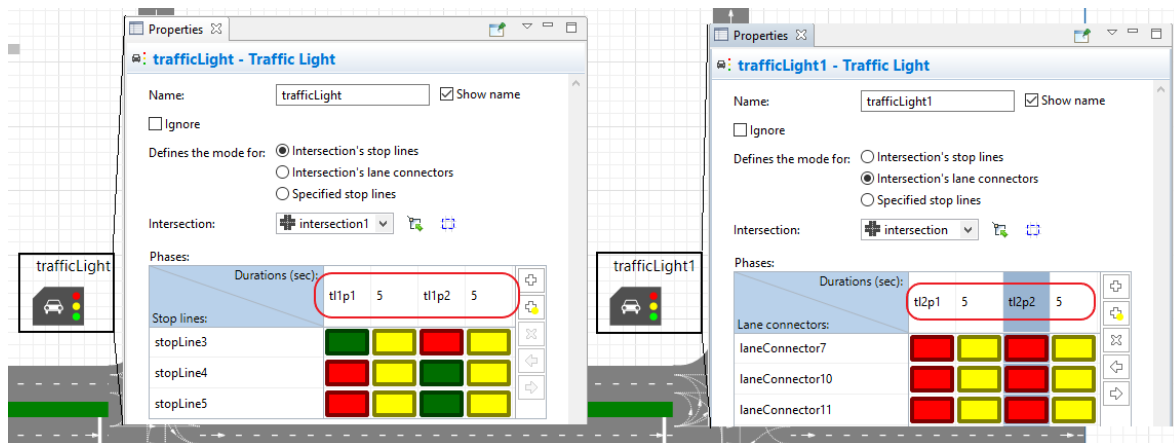 Properties
trafficLight - Traffic Light
Name: trafficLight Show name
Ignore
Defines the mode for: Intersection's stop lines
Intersection's lane connectors
Specified stop lines
Intersection: intersection1
Phases:
Durations (sec): tl1p1 5 tl1p2 5
Stop lines:
stopLine3
stopLine4
stopLine5
trafficLight
Properties
trafficLight1 - Traffic Light
Name: trafficLight1 Show name
Ignore
Defines the mode for: Intersection's stop lines
Intersection's lane connectors
Specified stop lines
Intersection: intersection
Phases:
Durations (sec): tl2p1 5 tl2p2 5
Lane connectors:
laneConnector7
laneConnector10
laneConnector11
trafficLight1